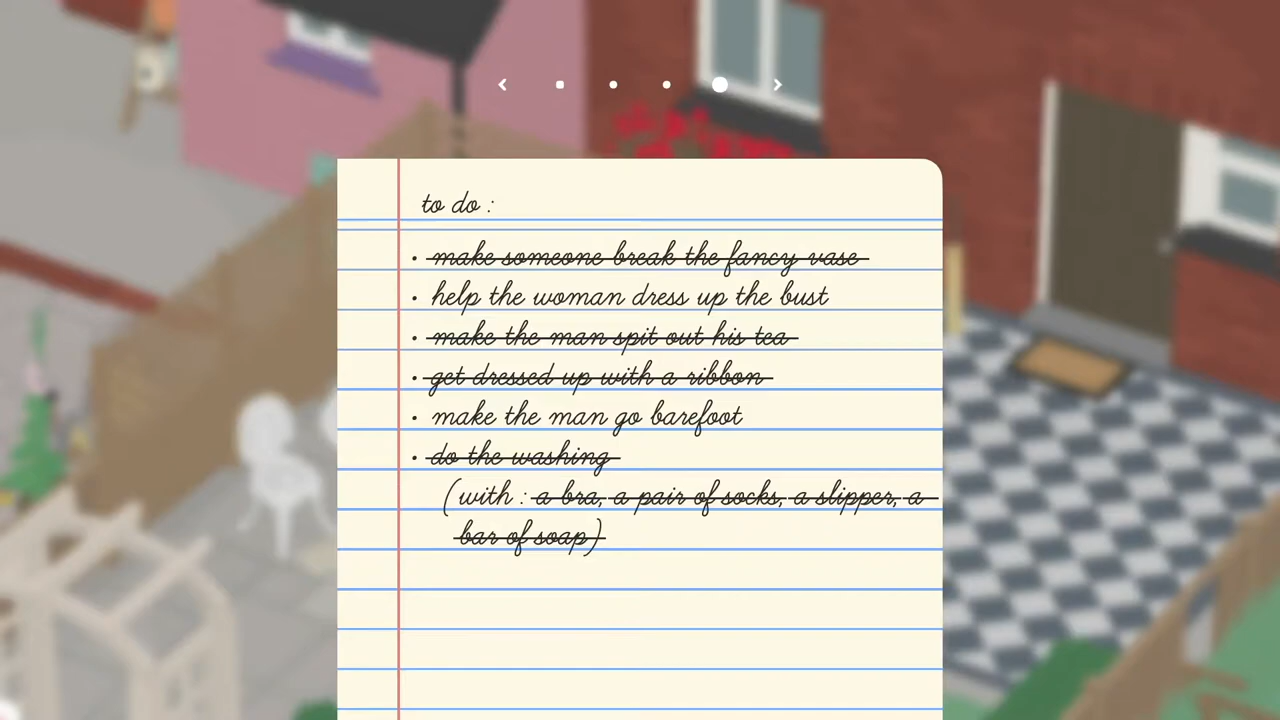 to do :
• make someone break the fancy vase
• help the woman dress up the bust
• make the man spit out his tea
• get dressed up with a ribbon
• make the man go barefoot
• do the washing
(with : a bra, a pair of socks, a slipper, a
bar of soap)